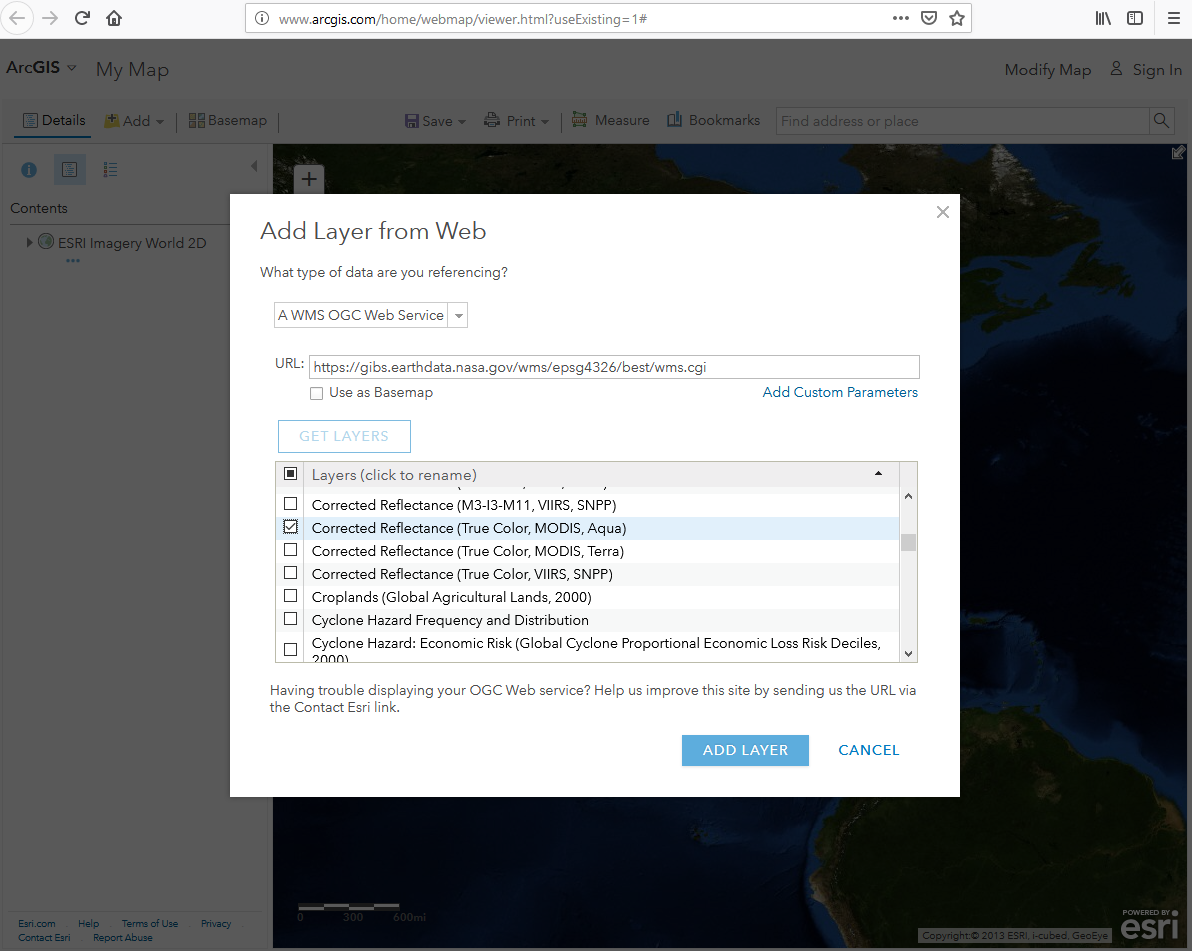 www.arcgis.com/home/webmap/viewer.html?useExisting=1#
ArcGIS My Map
Modify Map Sign In
Details Add Basemap Save Print Measure Bookmarks Find address or place
Contents
ESRI Imagery World 2D
Add Layer from Web
What type of data are you referencing?
A WMS OGC Web Service
URL: https://gibs.earthdata.nasa.gov/wms/epsg4326/best/wms.cgi
Use as Basemap Add Custom Parameters
GET LAYERS
Layers (click to rename)
Corrected Reflectance (M3-I3-M11, VIIRS, SNPP)
Corrected Reflectance (True Color, MODIS, Aqua)
Corrected Reflectance (True Color, MODIS, Terra)
Corrected Reflectance (True Color, VIIRS, SNPP)
Croplands (Global Agricultural Lands, 2000)
Cyclone Hazard Frequency and Distribution
Cyclone Hazard: Economic Risk (Global Cyclone Proportional Economic Loss Risk Deciles,
2000)
Having trouble displaying your OGC Web service? Help us improve this site by sending us the URL via
the Contact Esri link.
ADD LAYER CANCEL
0 300 600mi
Esri.com Help Terms of Use Privacy
Contact Esri Report Abuse
POWERED BY
esri
Copyright:© 2013 ESRI, i-cubed, GeoEye